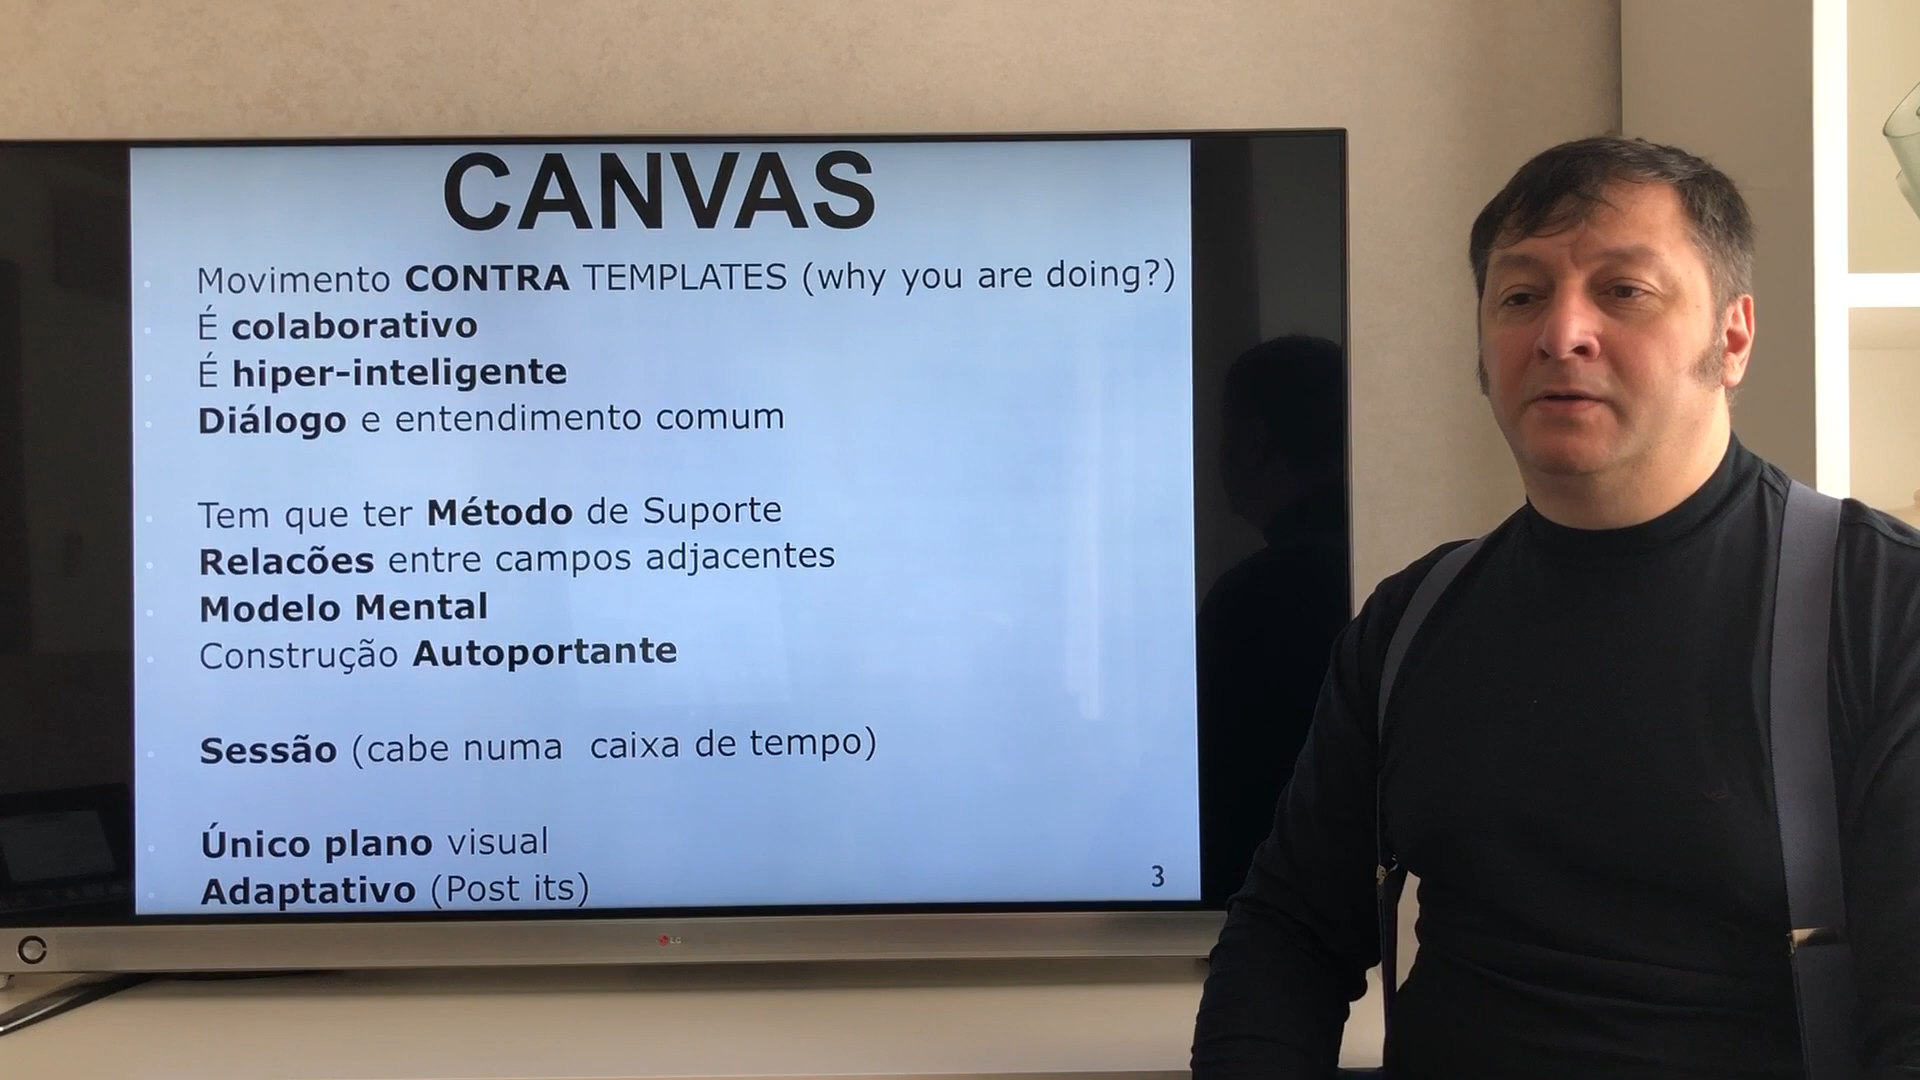 CANVAS
Movimento CONTRA TEMPLATES (why you are doing?)
É colaborativo
É hiper-inteligente
Diálogo e entendimento comum
Tem que ter Método de Suporte
Relacões entre campos adjacentes
Modelo Mental
Construção Autoportante
Sessão (cabe numa caixa de tempo)
Único plano visual
Adaptativo (Post its)
3
LG